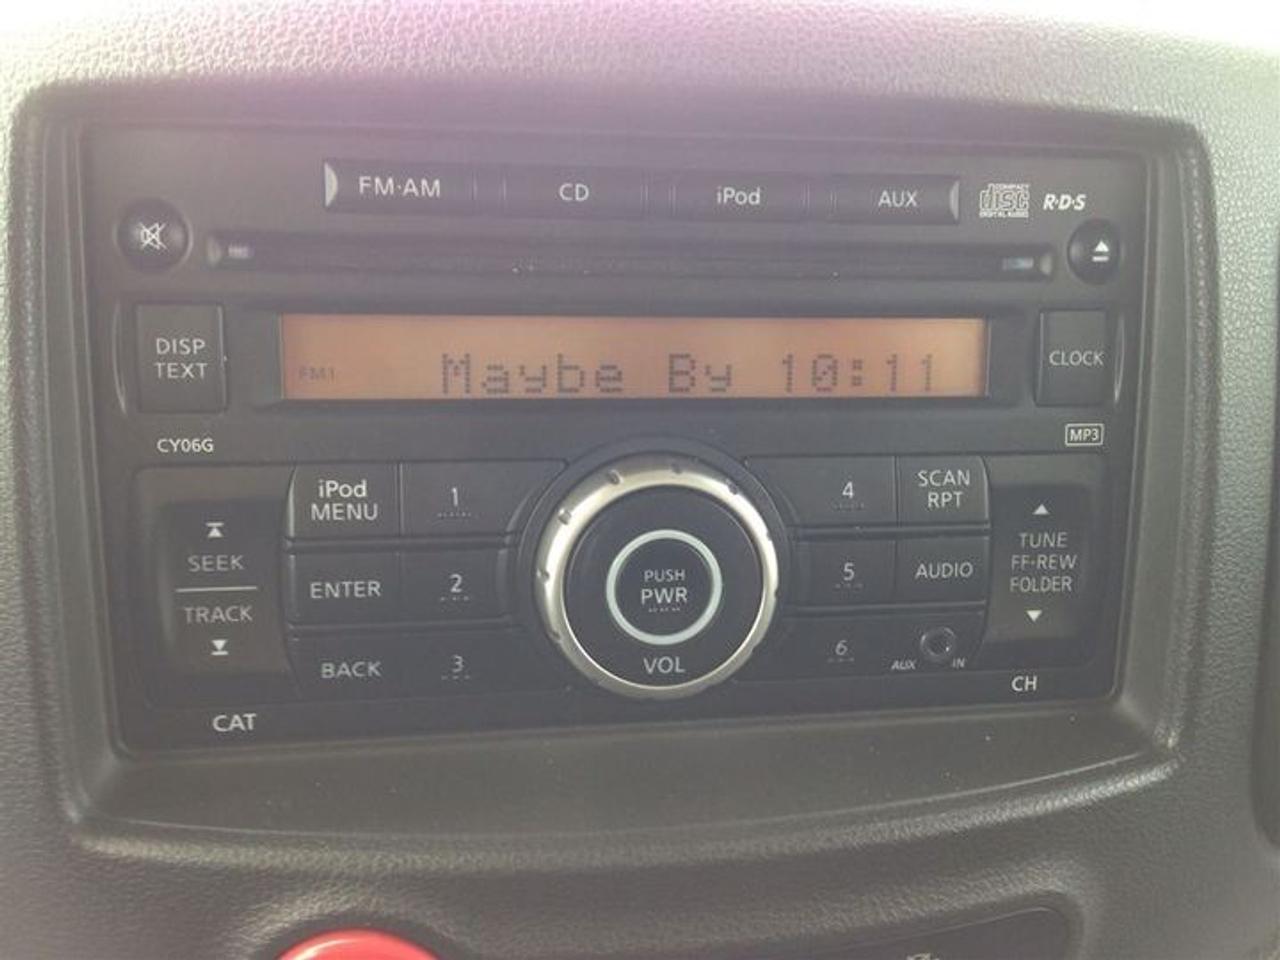 FM·AM CD iPod AUX COMPACT disc DIGITAL AUDIO R·D·S
DISP TEXT
FM1 Maybe By 10:11
CLOCK
CY06G
MP3
iPod MENU
1
4
SCAN RPT
SEEK
TRACK
ENTER
2
PUSH
PWR
VOL
5
AUDIO
TUNE
FF·REW
FOLDER
BACK
3
6
AUX IN
CAT
CH